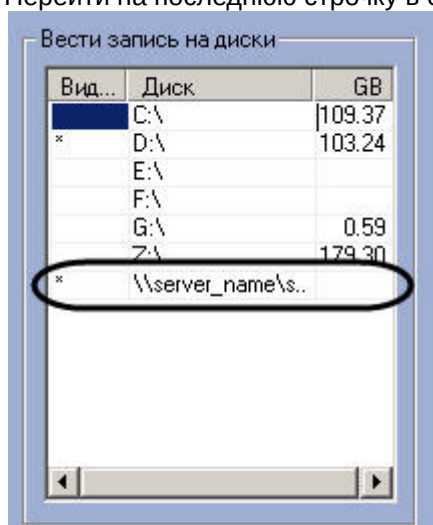 Перейти на последнюю строчку в с
Вести запись на диски
Вид... Диск GB
C:\ 109.37
* D:\ 103.24
E:\
F:\
G:\ 0.59
Z:\ 179.30
* \\server_name\s..